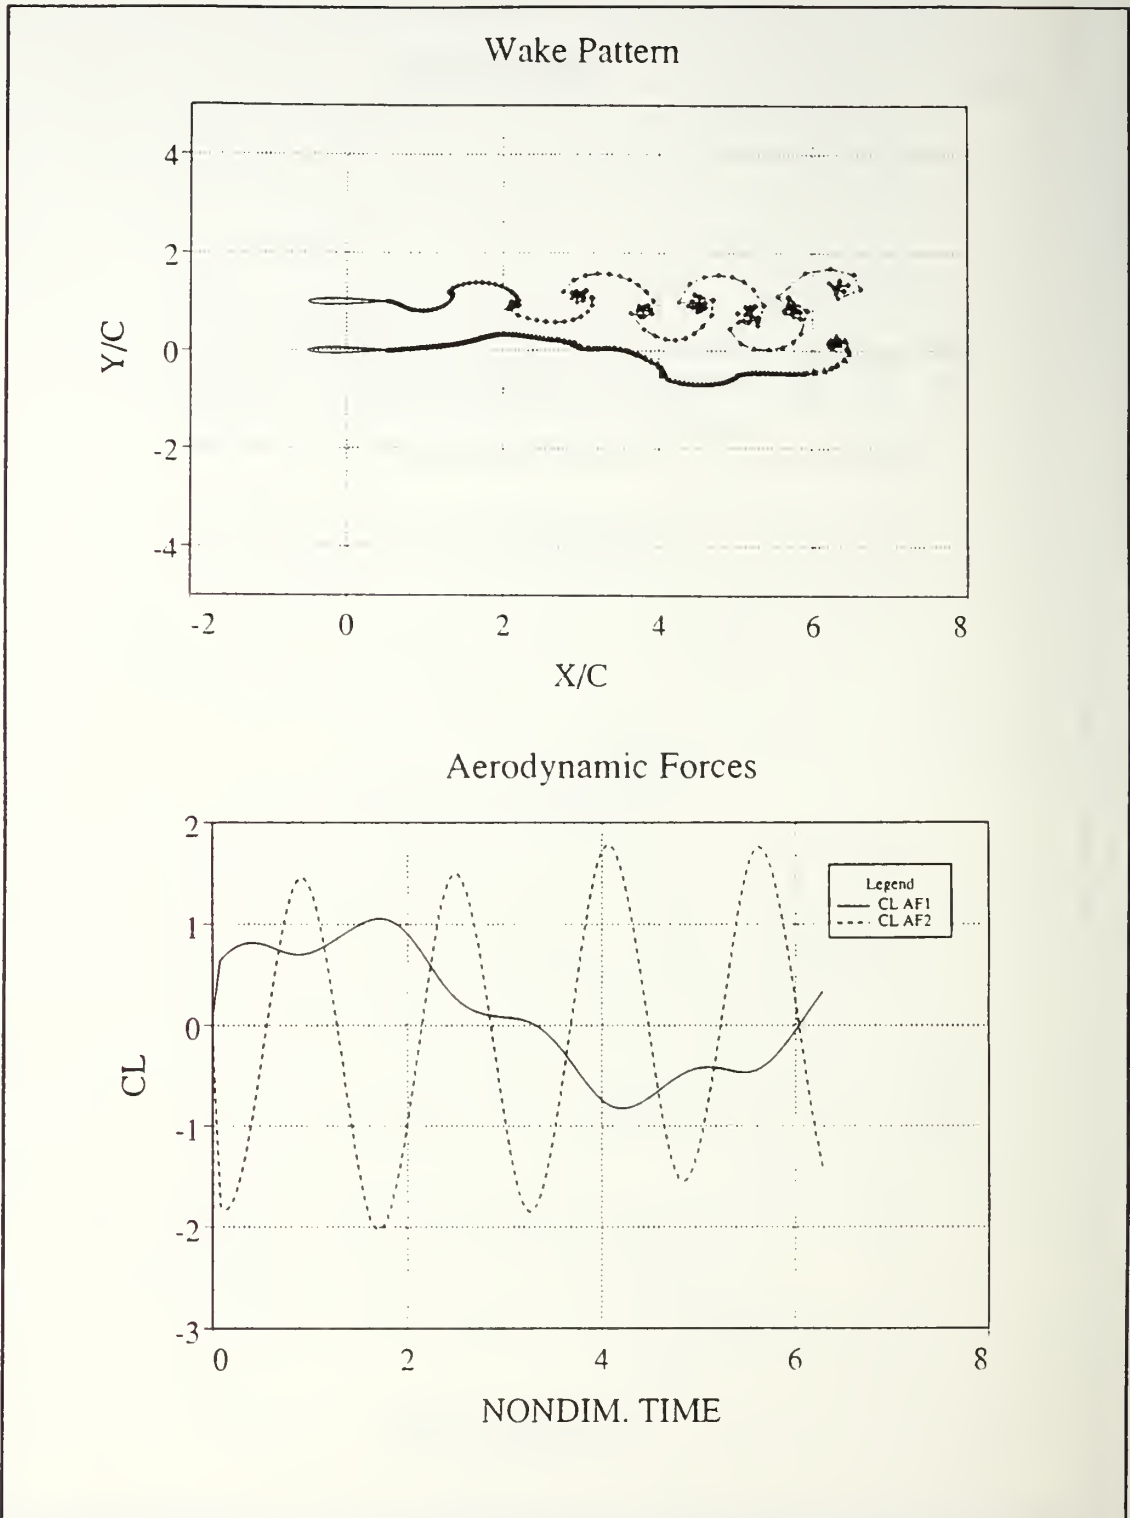 Wake Pattern
4
2
0
-2
-4
Y/C
-2 0 2 4 6 8
X/C
Aerodynamic Forces
2
1
0
-1
-2
-3
CL
Legend
CL AF1
CL AF2
0 2 4 6 8
NONDIM. TIME